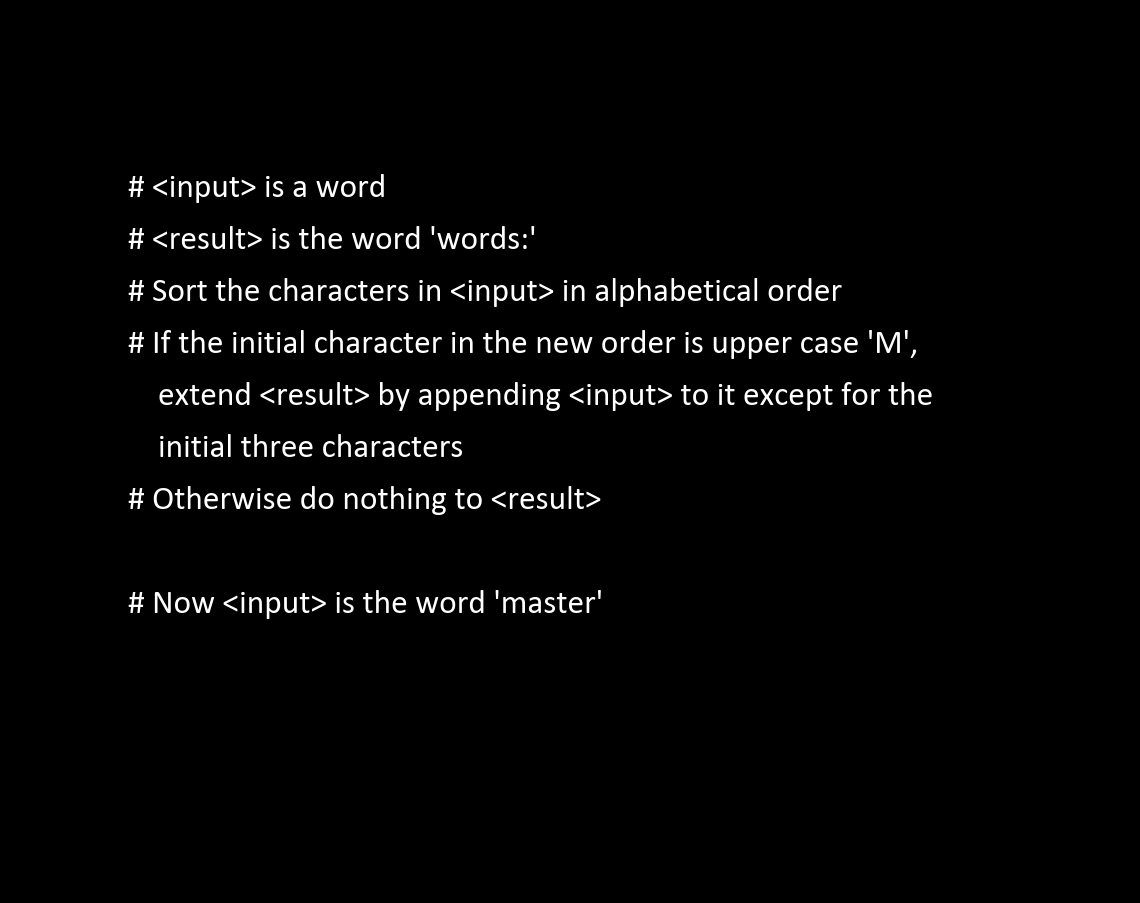 # <input> is a word
# <result> is the word 'words:'
# Sort the characters in <input> in alphabetical order
# If the initial character in the new order is upper case 'M',
extend <result> by appending <input> to it except for the
initial three characters
# Otherwise do nothing to <result>
# Now <input> is the word 'master'